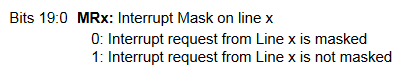 Bits 19:0 MRx: Interrupt Mask on line x
0: Interrupt request from Line x is masked
1: Interrupt request from Line x is not masked